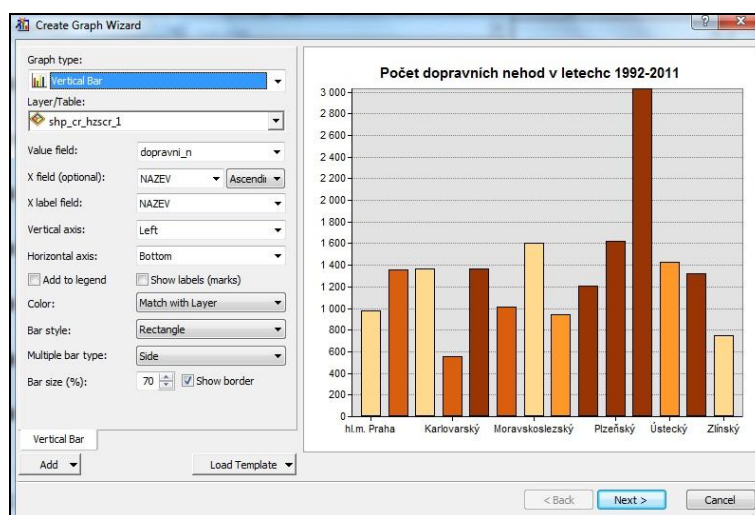 Create Graph Wizard
Graph type:
Vertical Bar
Layer/Table:
shp_cr_hzscr_1
Value field: dopravni_n
X field (optional): NAZEV Ascendir
X label field: NAZEV
Vertical axis: Left
Horizontal axis: Bottom
Add to legend Show labels (marks)
Color: Match with Layer
Bar style: Rectangle
Multiple bar type: Side
Bar size (%): 70 Show border
Vertical Bar
Add Load Template
Počet dopravních nehod v letechc 1992-2011
3 000
2 800
2 600
2 400
2 200
2 000
1 800
1 600
1 400
1 200
1 000
800
600
400
200
0
hl.m. Praha Karlovarský Moravskoslezský Plzeňský Ústecký Zlínský
< Back Next > Cancel